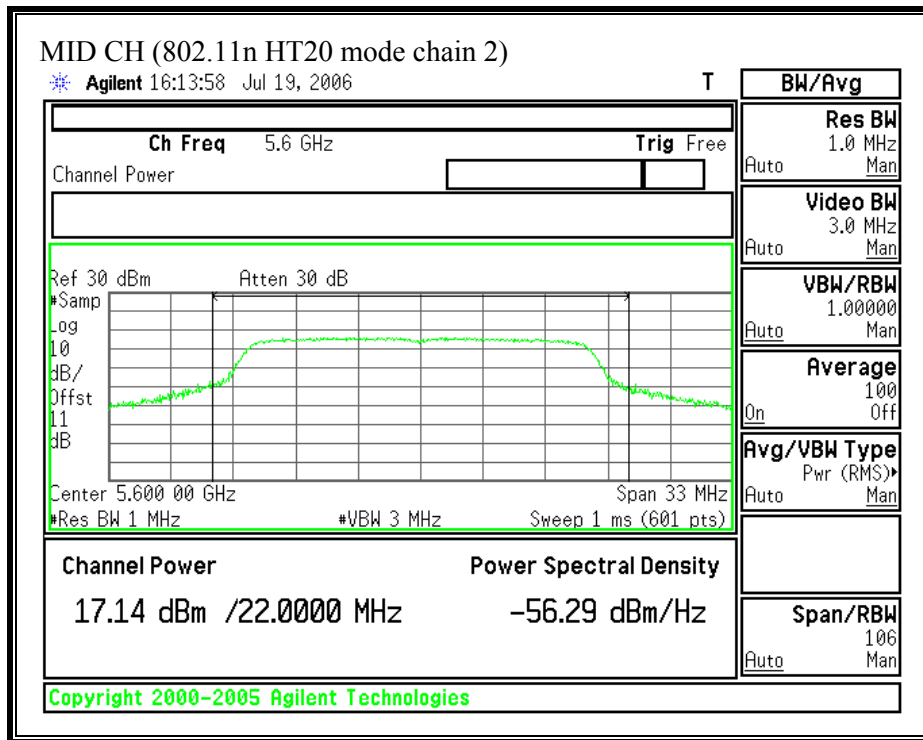 MID CH (802.11n HT20 mode chain 2)
Agilent 16:13:58 Jul 19, 2006 T
Ch Freq 5.6 GHz Trig Free
Channel Power
Ref 30 dBm Atten 30 dB
#Samp
Log
10
dB/
Offst
11
dB
Center 5.600 00 GHz Span 33 MHz
#Res BW 1 MHz #VBW 3 MHz Sweep 1 ms (601 pts)
Channel Power Power Spectral Density
17.14 dBm /22.0000 MHz -56.29 dBm/Hz
Copyright 2000-2005 Agilent Technologies
BW/Avg
Res BW
1.0 MHz
Auto Man
Video BW
3.0 MHz
Auto Man
VBW/RBW
1.00000
Auto Man
Average
100
On Off
Avg/VBW Type
Pwr (RMS)▸
Auto Man
Span/RBW
106
Auto Man